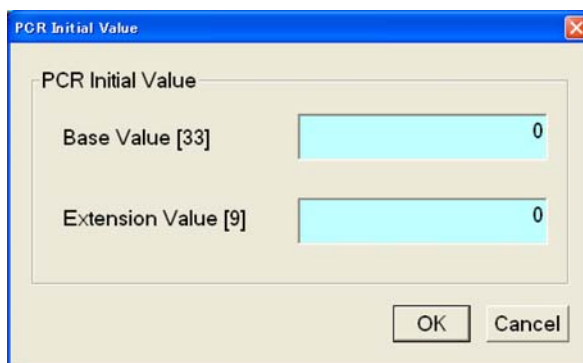 PCR Initial Value
PCR Initial Value
Base Value [33]
0
Extension Value [9]
0
OK
Cancel